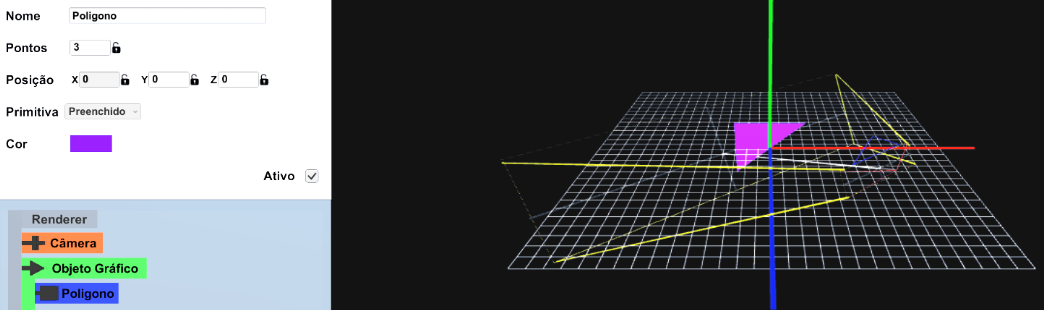 Nome Poligono
Pontos 3
Posição X 0 Y 0 Z 0
Primitiva Preenchido
Cor
Ativo
Renderer
Câmera
Objeto Gráfico
Poligono